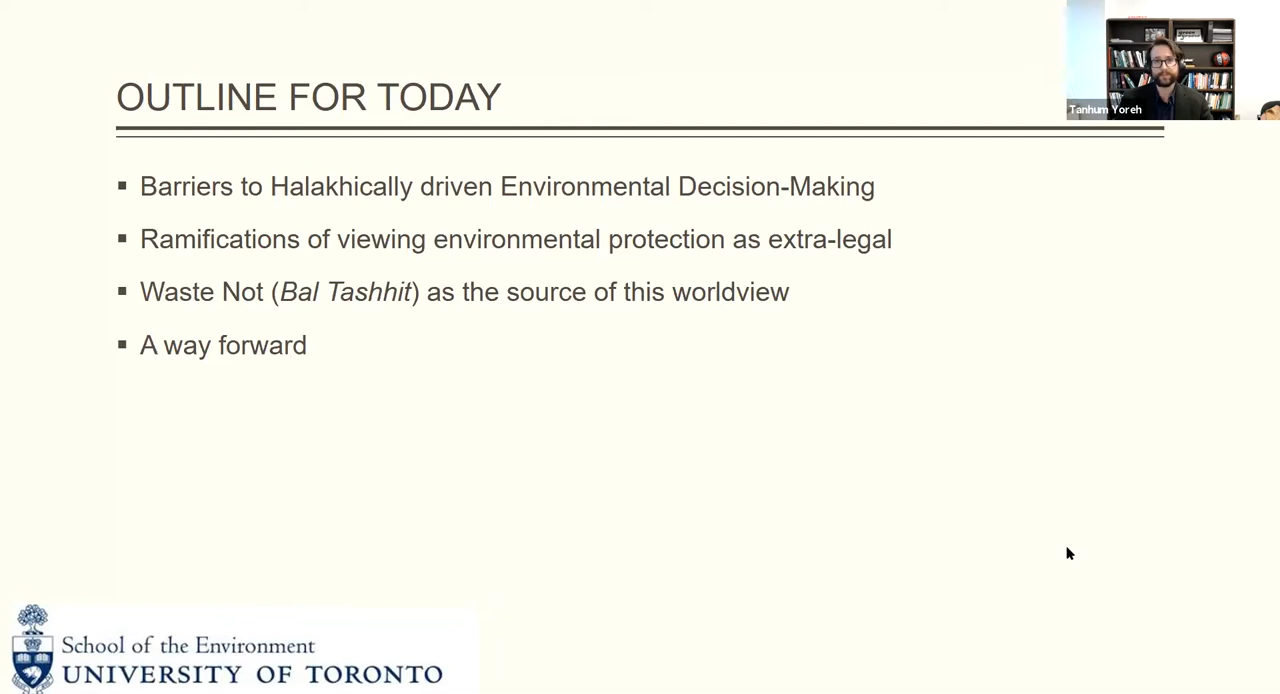 OUTLINE FOR TODAY
Tanhum Yoreh
▪ Barriers to Halakhically driven Environmental Decision-Making
▪ Ramifications of viewing environmental protection as extra-legal
▪ Waste Not (Bal Tashhit) as the source of this worldview
▪ A way forward
School of the Environment
UNIVERSITY OF TORONTO